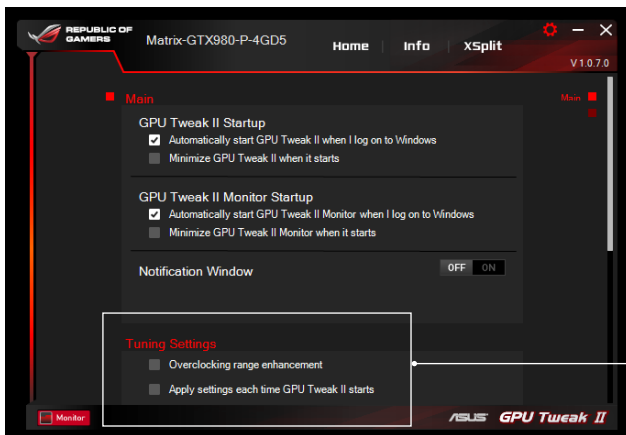 REPUBLIC OF
GAMERS
Matrix-GTX980-P-4GD5
Home
Info
XSplit
V 1.0.7.0
Main
Main
GPU Tweak II Startup
Automatically start GPU Tweak II when I log on to Windows
Minimize GPU Tweak II when it starts
GPU Tweak II Monitor Startup
Automatically start GPU Tweak II Monitor when I log on to Windows
Minimize GPU Tweak II Monitor when it starts
Notification Window
OFF ON
Tuning Settings
Overclocking range enhancement
Apply settings each time GPU Tweak II starts
Monitor
ASUS GPU Tweak II